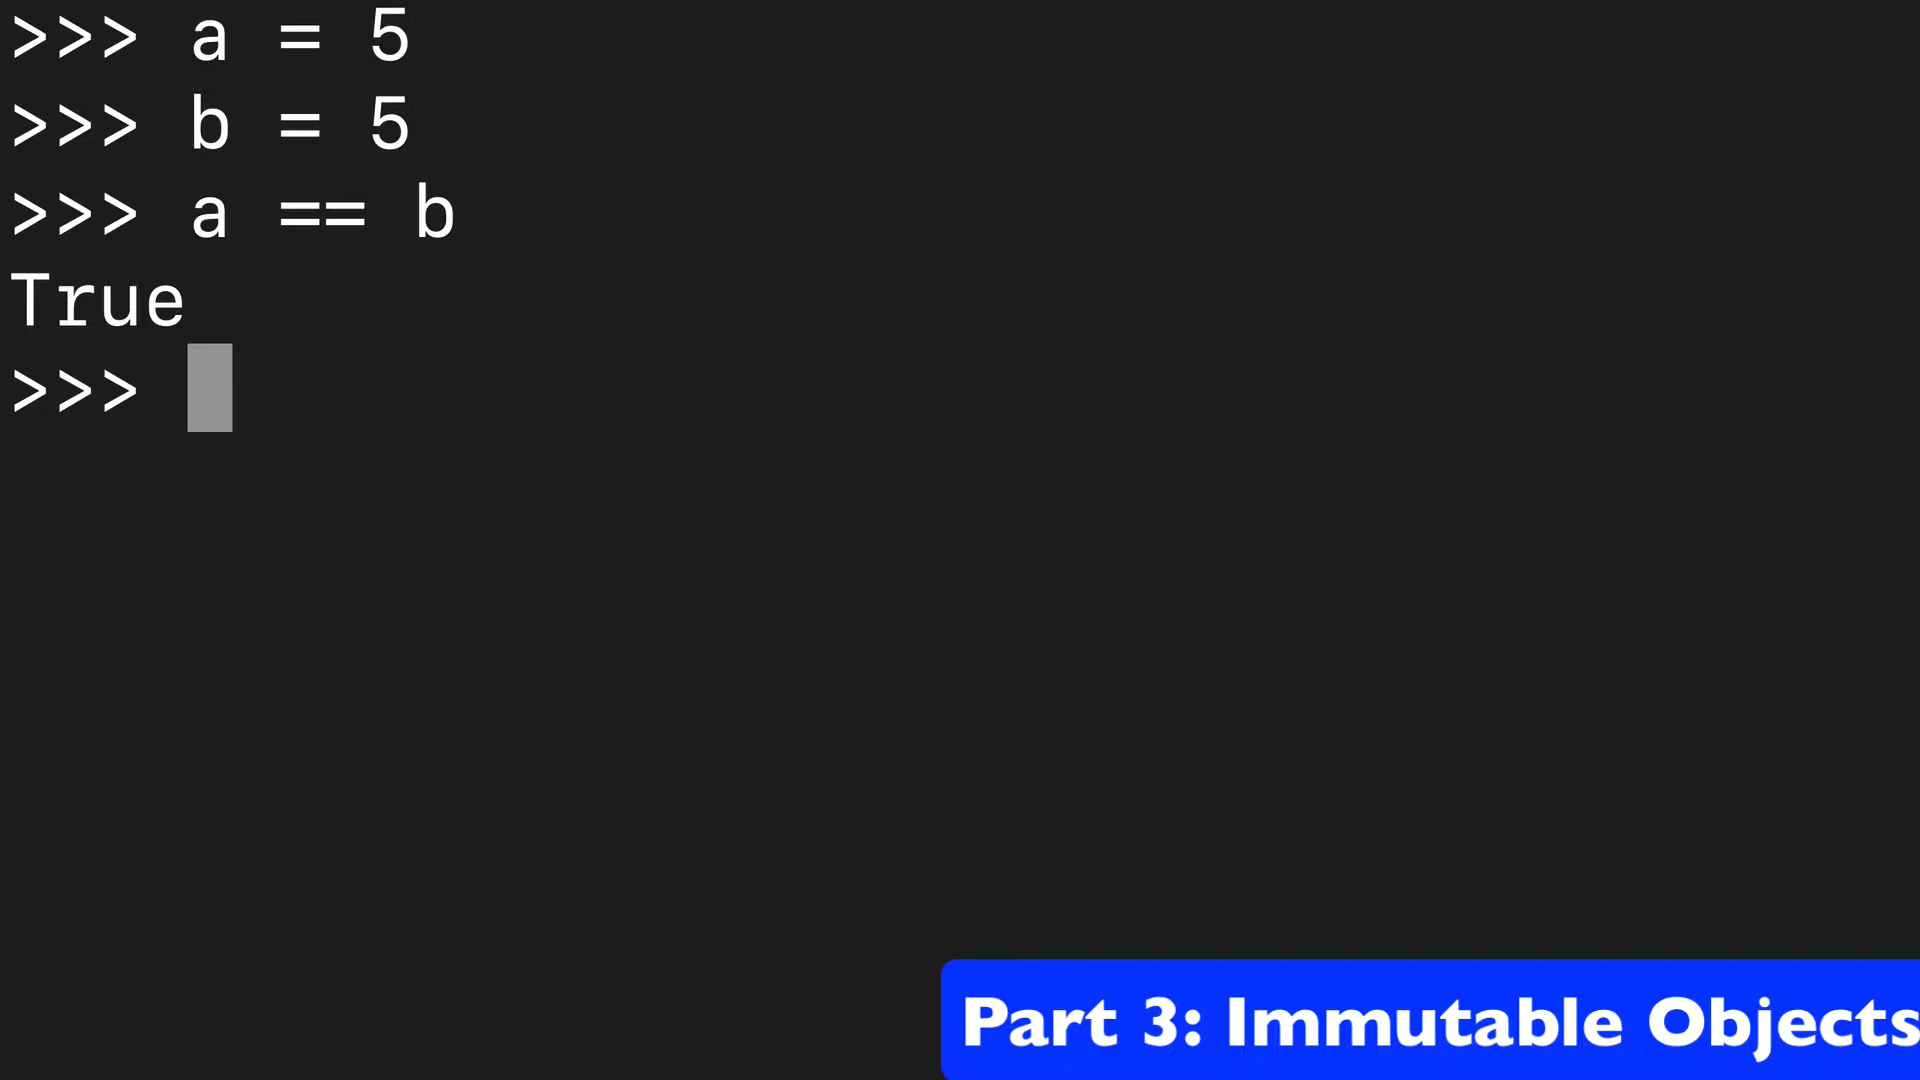 >>> a = 5
>>> b = 5
>>> a == b
True
>>>
Part 3: Immutable Objects